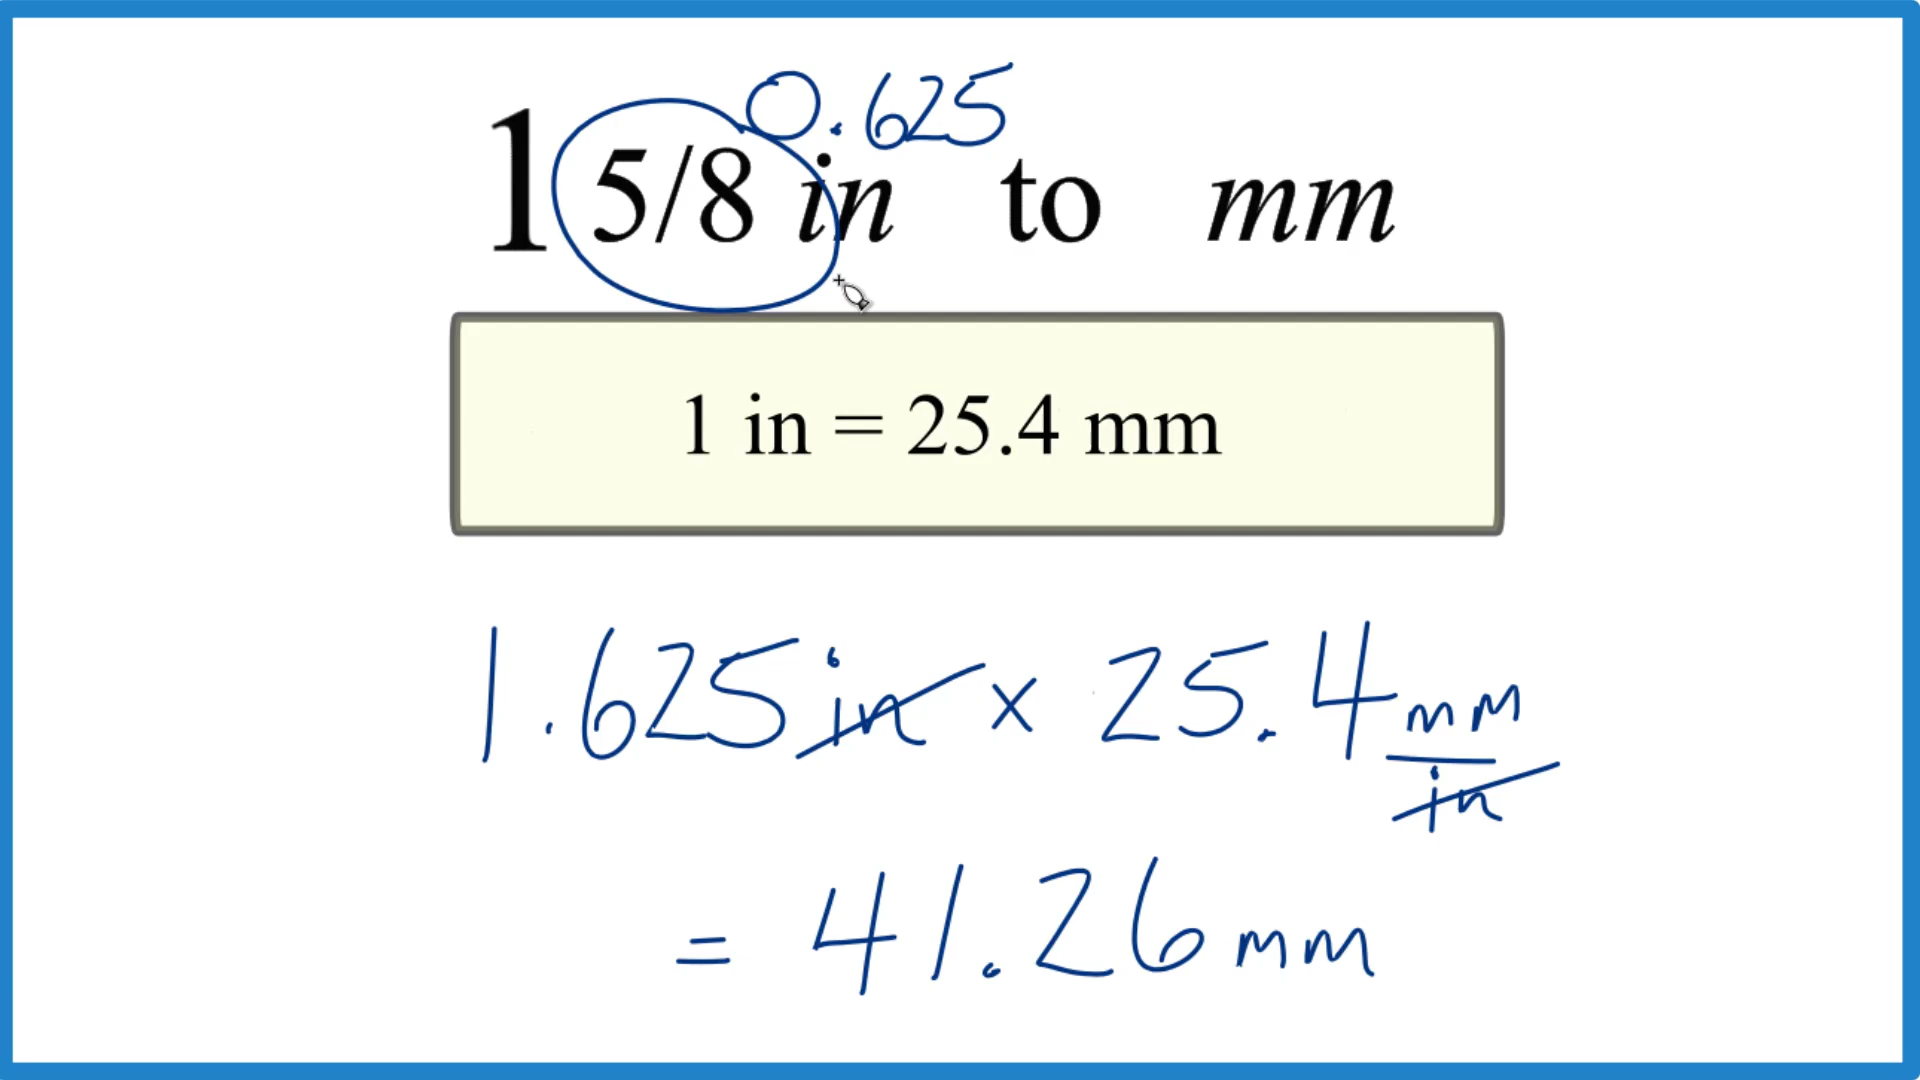 0.625
1 5/8 in to mm
1 in = 25.4 mm
1.625 in x 25.4 mm
in
= 41.26 mm